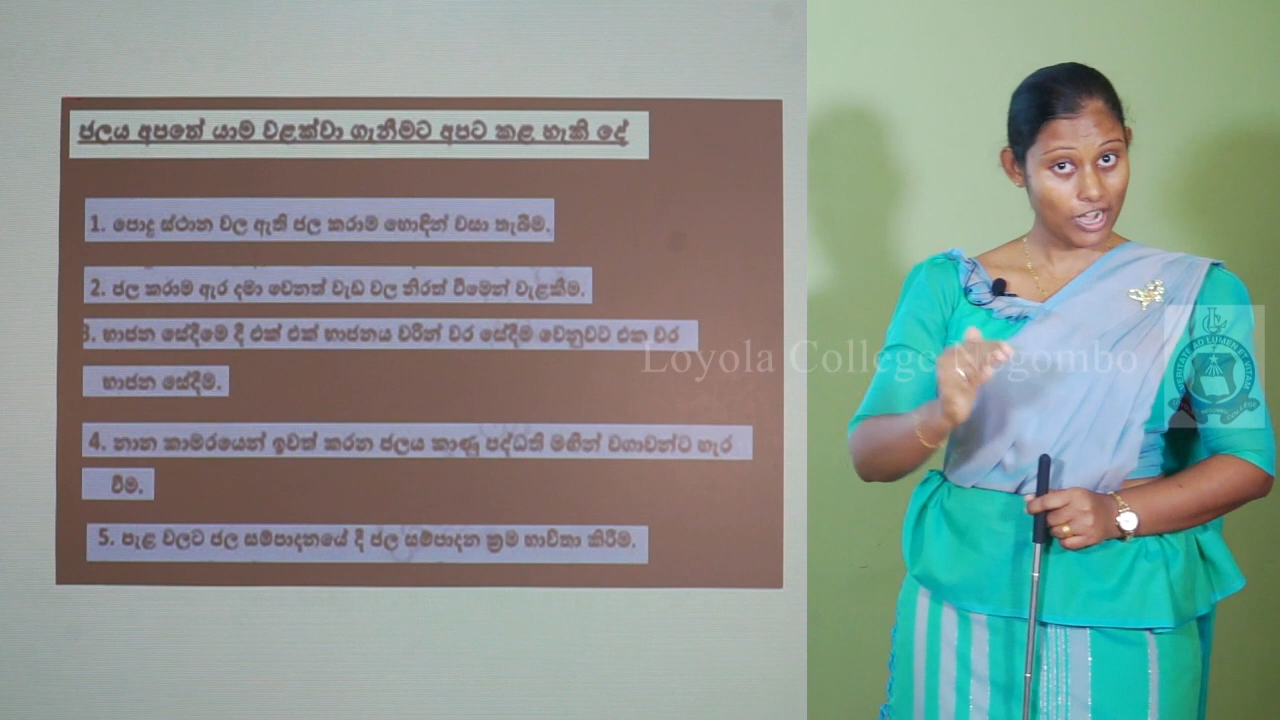 ජලය අපතේ යාම වළක්වා ගැනීමට අපට කළ හැකි දේ
1. පොදු ස්ථාන වල ඇති ජල කරාම හොඳින් වසා තැබීම.
2. ජල කරාම ඇර දමා වෙනත් වැඩ වල නිරත වීමෙන් වැළකීම.
3. භාජන සේදීමේ දී එක් එක් භාජනය වරින් වර සේදීම වෙනුවට එක වර
භාජන සේදීම.
4. නාන කාමරයෙන් ඉවත් කරන ජලය කාණු පද්ධති මඟින් වගාවන්ට හැර
වීම.
5. පැළ වලට ජල සම්පාදනයේ දී ජල සම්පාදන ක්‍රම භාවිතා කිරීම.
Loyola College Negombo